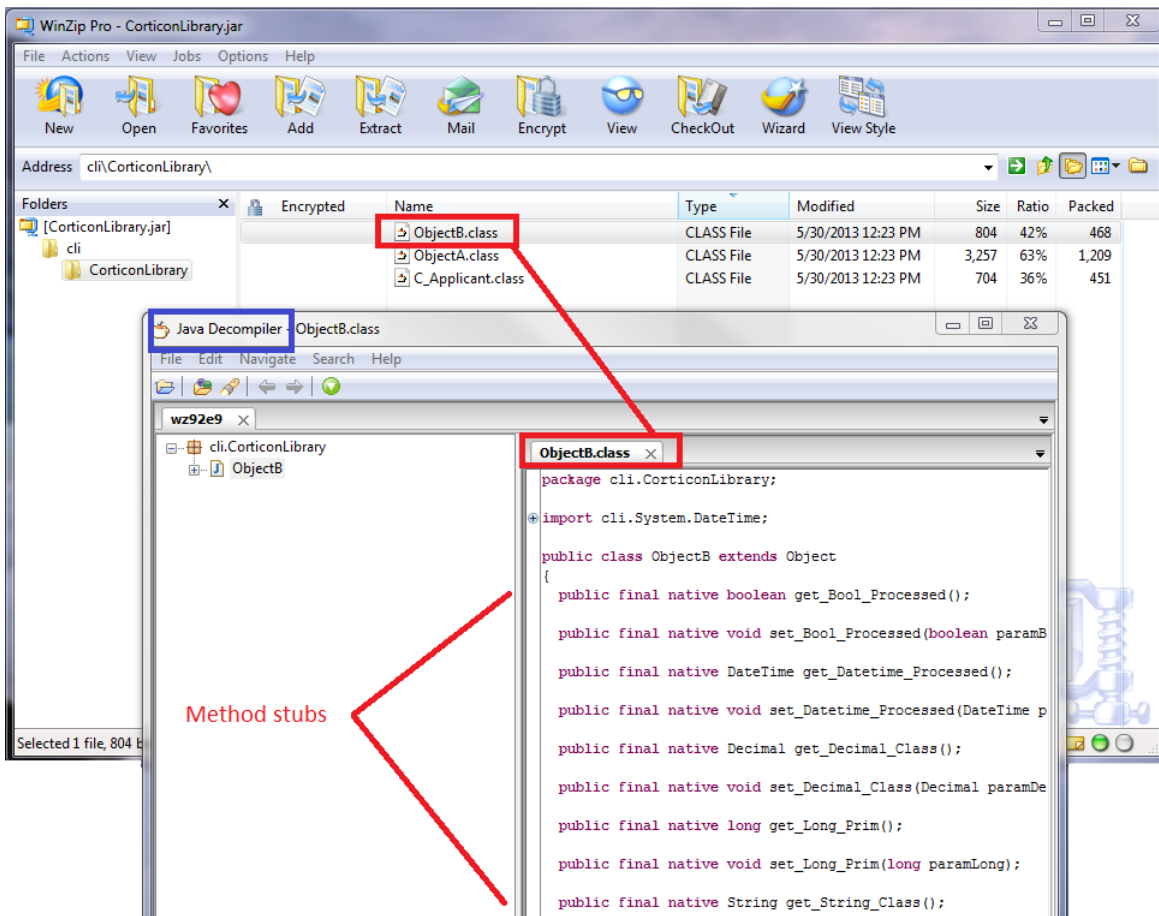 WinZip Pro - CorticonLibrary.jar
File Actions View Jobs Options Help
New Open Favorites Add Extract Mail Encrypt View CheckOut Wizard View Style
Address cli\CorticonLibrary\
Folders Encrypted Name Type Modified Size Ratio Packed
[CorticonLibrary.jar] ObjectB.class CLASS File 5/30/2013 12:23 PM 804 42% 468
cli ObjectA.class CLASS File 5/30/2013 12:23 PM 3,257 63% 1,209
CorticonLibrary C_Applicant.class CLASS File 5/30/2013 12:23 PM 704 36% 451
Java Decompiler - ObjectB.class
File Edit Navigate Search Help
wz92e9
cli.CorticonLibrary
ObjectB
ObjectB.class
package cli.CorticonLibrary;
import cli.System.DateTime;
public class ObjectB extends Object
{
public final native boolean get_Bool_Processed();
public final native void set_Bool_Processed(boolean paramB
public final native DateTime get_Datetime_Processed();
public final native void set_Datetime_Processed(DateTime p
public final native Decimal get_Decimal_Class();
public final native void set_Decimal_Class(Decimal paramDe
public final native long get_Long_Prim();
public final native void set_Long_Prim(long paramLong);
public final native String get_String_Class();
Method stubs
Selected 1 file, 804 b